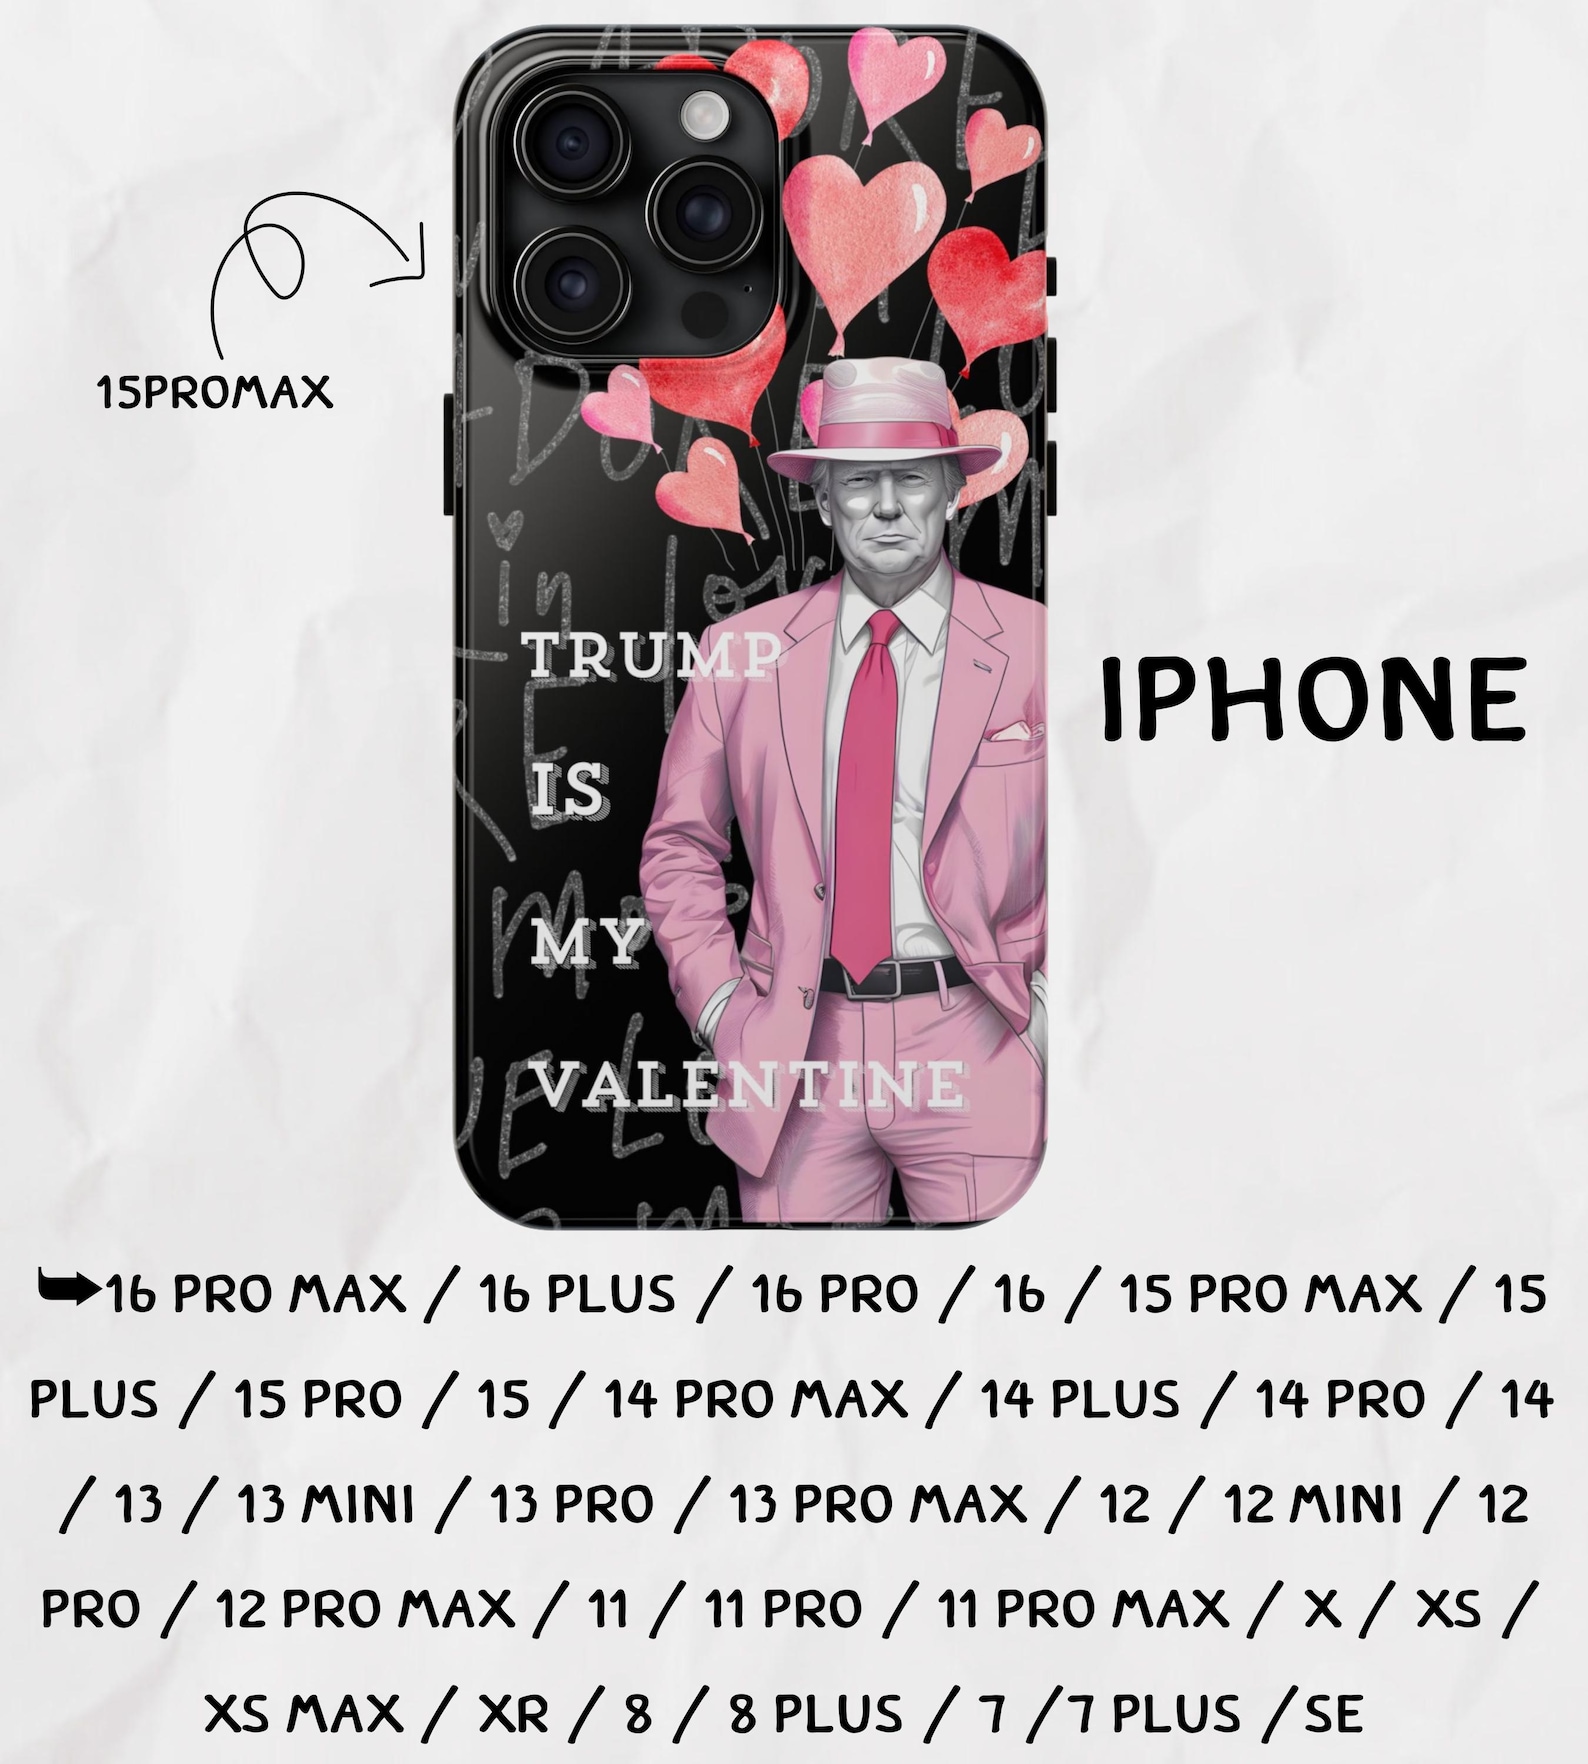 15PROMAX
in love
TRUMP
IS
MY
VALENTINE
IPHONE
16 PRO MAX / 16 PLUS / 16 PRO / 16 / 15 PRO MAX / 15
PLUS / 15 PRO / 15 / 14 PRO MAX / 14 PLUS / 14 PRO / 14
/ 13 / 13 MINI / 13 PRO / 13 PRO MAX / 12 / 12 MINI / 12
PRO / 12 PRO MAX / 11 / 11 PRO / 11 PRO MAX / X / XS /
XS MAX / XR / 8 / 8 PLUS / 7 /7 PLUS /SE